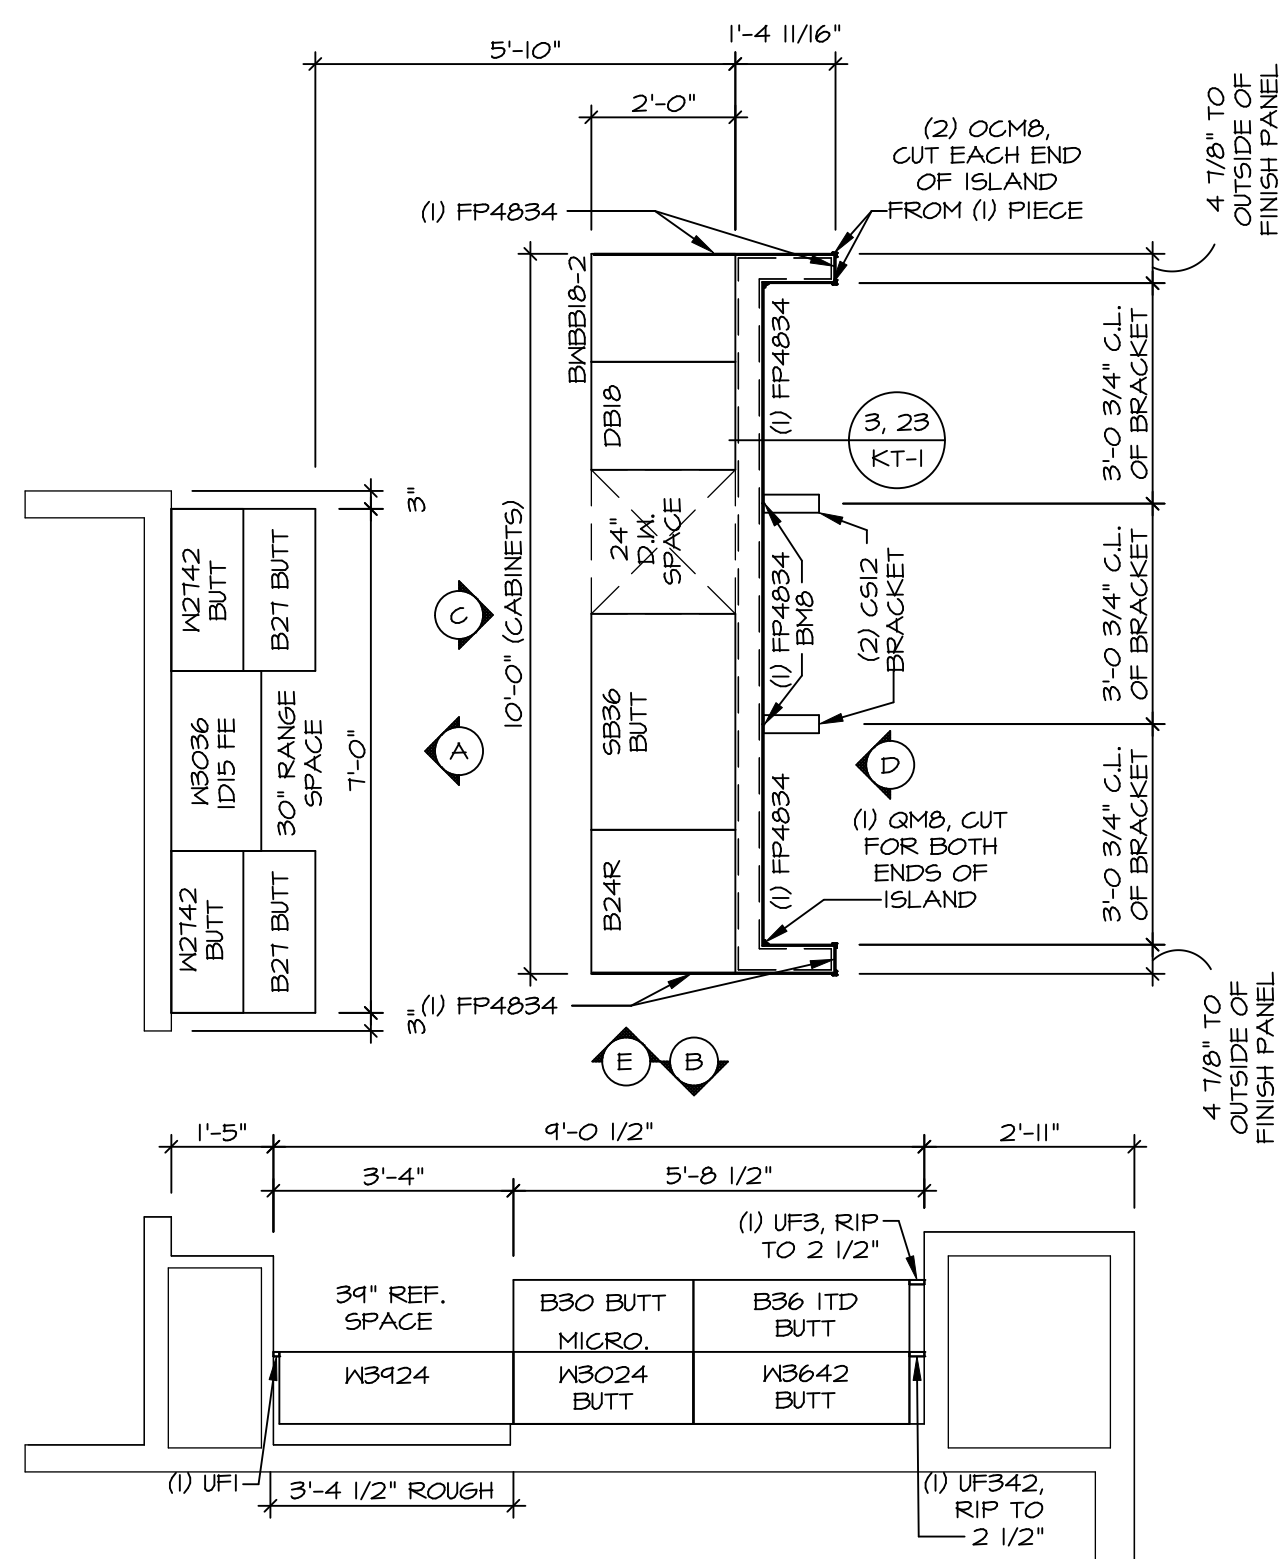 1'-4 11/16"
5'-10"
2'-0"
(2) OCM8,
CUT EACH END
OF ISLAND
FROM (1) PIECE
4 7/8" TO
OUTSIDE OF
FINISH PANEL
(1) FP4834
BWBB18-2
DB18
24"
D.W.
SPACE
SB36
BUTT
B24R
10'-0" (CABINETS)
(1) FP4834
(1) FP4834
(1) FP4834
BM8
3, 23
KT-1
(2) CS12
BRACKET
3'-0 3/4" C.L.
OF BRACKET
3'-0 3/4" C.L.
OF BRACKET
3'-0 3/4" C.L.
OF BRACKET
3"
W2742
BUTT
B27 BUTT
W3036
1D15 FE
30" RANGE
SPACE
7'-0"
W2742
BUTT
B27 BUTT
3"
C
A
D
(1) QM8, CUT
FOR BOTH
ENDS OF
ISLAND
(1) FP4834
E
B
4 7/8" TO
OUTSIDE OF
FINISH PANEL
1'-5"
9'-0 1/2"
2'-11"
3'-4"
5'-8 1/2"
(1) UF3, RIP
TO 2 1/2"
39" REF.
SPACE
B30 BUTT
MICRO.
B36 1TD
BUTT
W3924
W3024
BUTT
W3642
BUTT
(1) UF1
3'-4 1/2" ROUGH
(1) UF342,
RIP TO
2 1/2"